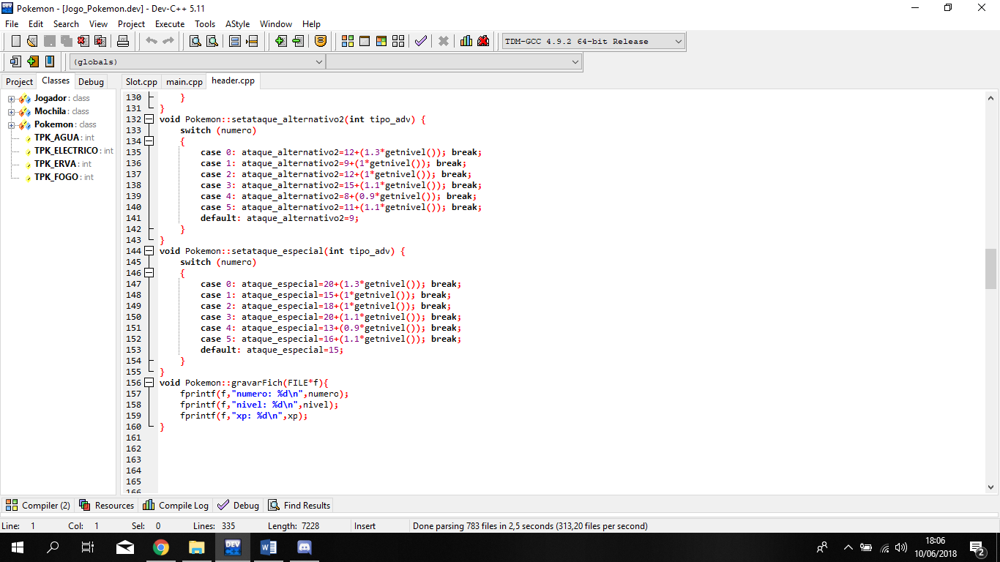 Pokemon - [Jogo_Pokemon.dev] - Dev-C++ 5.11
File Edit Search View Project Execute Tools AStyle Window Help
TDM-GCC 4.9.2 64-bit Release
(globals)
Project Classes Debug
Slot.cpp main.cpp header.cpp
Jogador : class
Mochila : class
Pokemon : class
TPK_AGUA : int
TPK_ELECTRICO : int
TPK_ERVA : int
TPK_FOGO : int
130 }
131 }
132 void Pokemon::setataque_alternativo2(int tipo_adv) {
133 switch (numero)
134 {
135 case 0: ataque_alternativo2=12+(1.3*getnivel()); break;
136 case 1: ataque_alternativo2=9+(1*getnivel()); break;
137 case 2: ataque_alternativo2=12+(1*getnivel()); break;
138 case 3: ataque_alternativo2=15+(1.1*getnivel()); break;
139 case 4: ataque_alternativo2=8+(0.9*getnivel()); break;
140 case 5: ataque_alternativo2=11+(1.1*getnivel()); break;
141 default: ataque_alternativo2=9;
142 }
143 }
144 void Pokemon::setataque_especial(int tipo_adv) {
145 switch (numero)
146 {
147 case 0: ataque_especial=20+(1.3*getnivel()); break;
148 case 1: ataque_especial=15+(1*getnivel()); break;
149 case 2: ataque_especial=18+(1*getnivel()); break;
150 case 3: ataque_especial=20+(1.1*getnivel()); break;
151 case 4: ataque_especial=13+(0.9*getnivel()); break;
152 case 5: ataque_especial=16+(1.1*getnivel()); break;
153 default: ataque_especial=15;
154 }
155 }
156 void Pokemon::gravarFich(FILE*f){
157 fprintf(f,"numero: %d\n",numero);
158 fprintf(f,"nivel: %d\n",nivel);
159 fprintf(f,"xp: %d\n",xp);
160 }
161
162
163
164
165
166
Compiler (2) Resources Compile Log Debug Find Results
Line: 1 Col: 1 Sel: 0 Lines: 335 Length: 7228 Insert Done parsing 783 files in 2,5 seconds (313,20 files per second)
DEV
18:06
10/06/2018
2